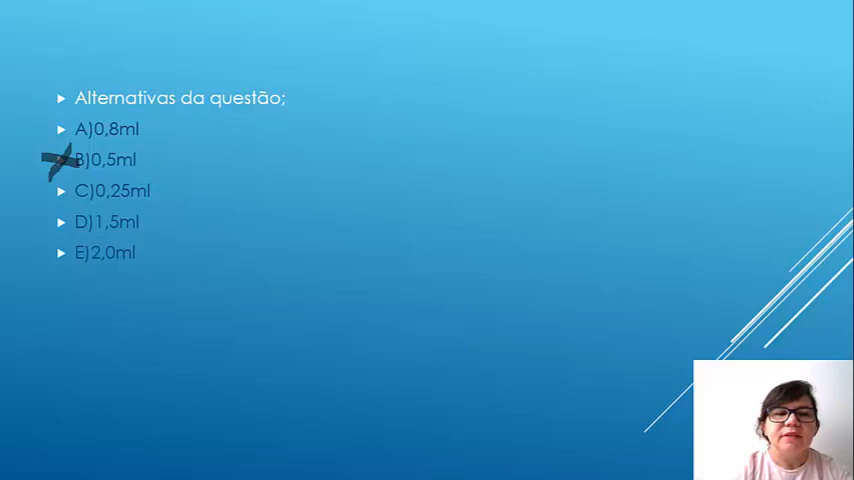 Alternativas da questão;
A)0,8ml
B)0,5ml
C)0,25ml
D)1,5ml
E)2,0ml